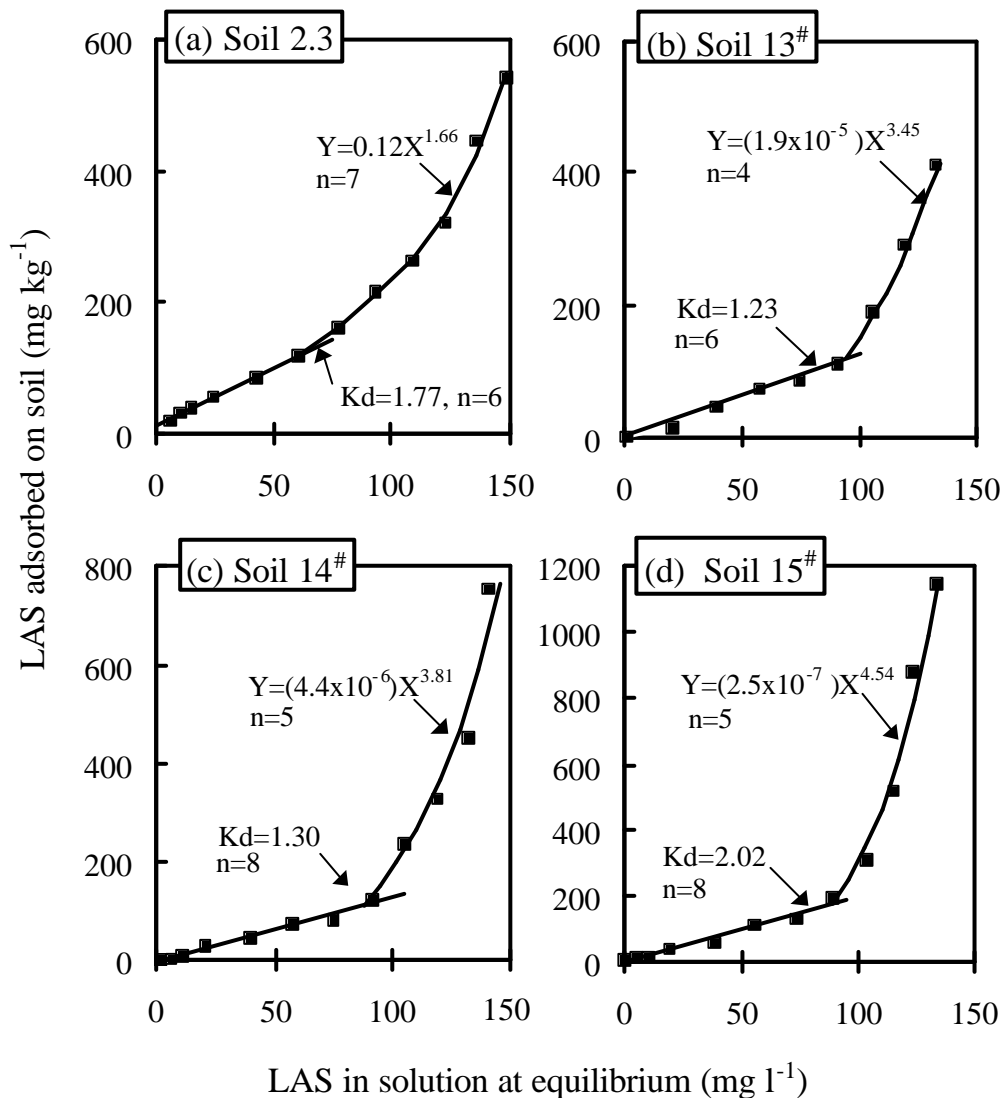 LAS adsorbed on soil (mg kg⁻¹)
(a) Soil 2.3
600
400
200
0
0 50 100 150
Y=0.12X^1.66
n=7
Kd=1.77, n=6
(b) Soil 13^#
600
400
200
0
0 50 100 150
Y=(1.9x10⁻⁵ )X^3.45
n=4
Kd=1.23
n=6
(c) Soil 14^#
800
600
400
200
0
0 50 100 150
Y=(4.4x10⁻⁶)X^3.81
n=5
Kd=1.30
n=8
(d) Soil 15^#
1200
1000
800
600
400
200
0
0 50 100 150
Y=(2.5x10⁻⁷ )X^4.54
n=5
Kd=2.02
n=8
LAS in solution at equilibrium (mg l⁻¹)